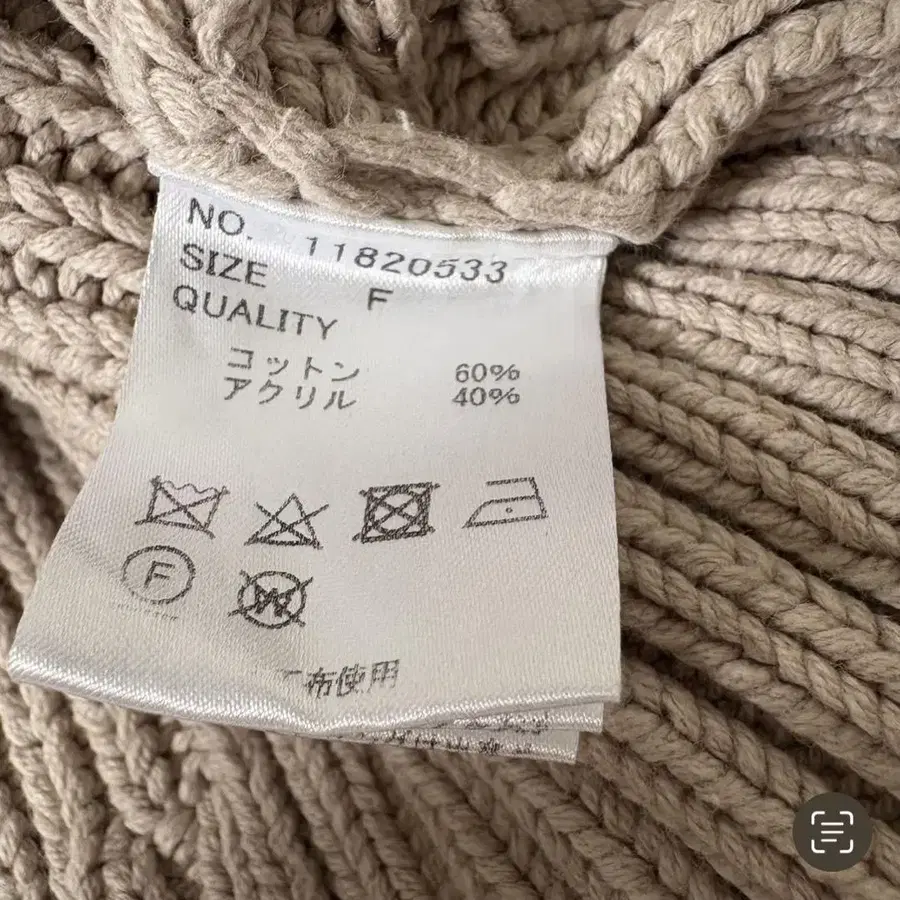 NO. 11820533
SIZE F
QUALITY
コットン 60%
アクリル 40%
F
W
布使用